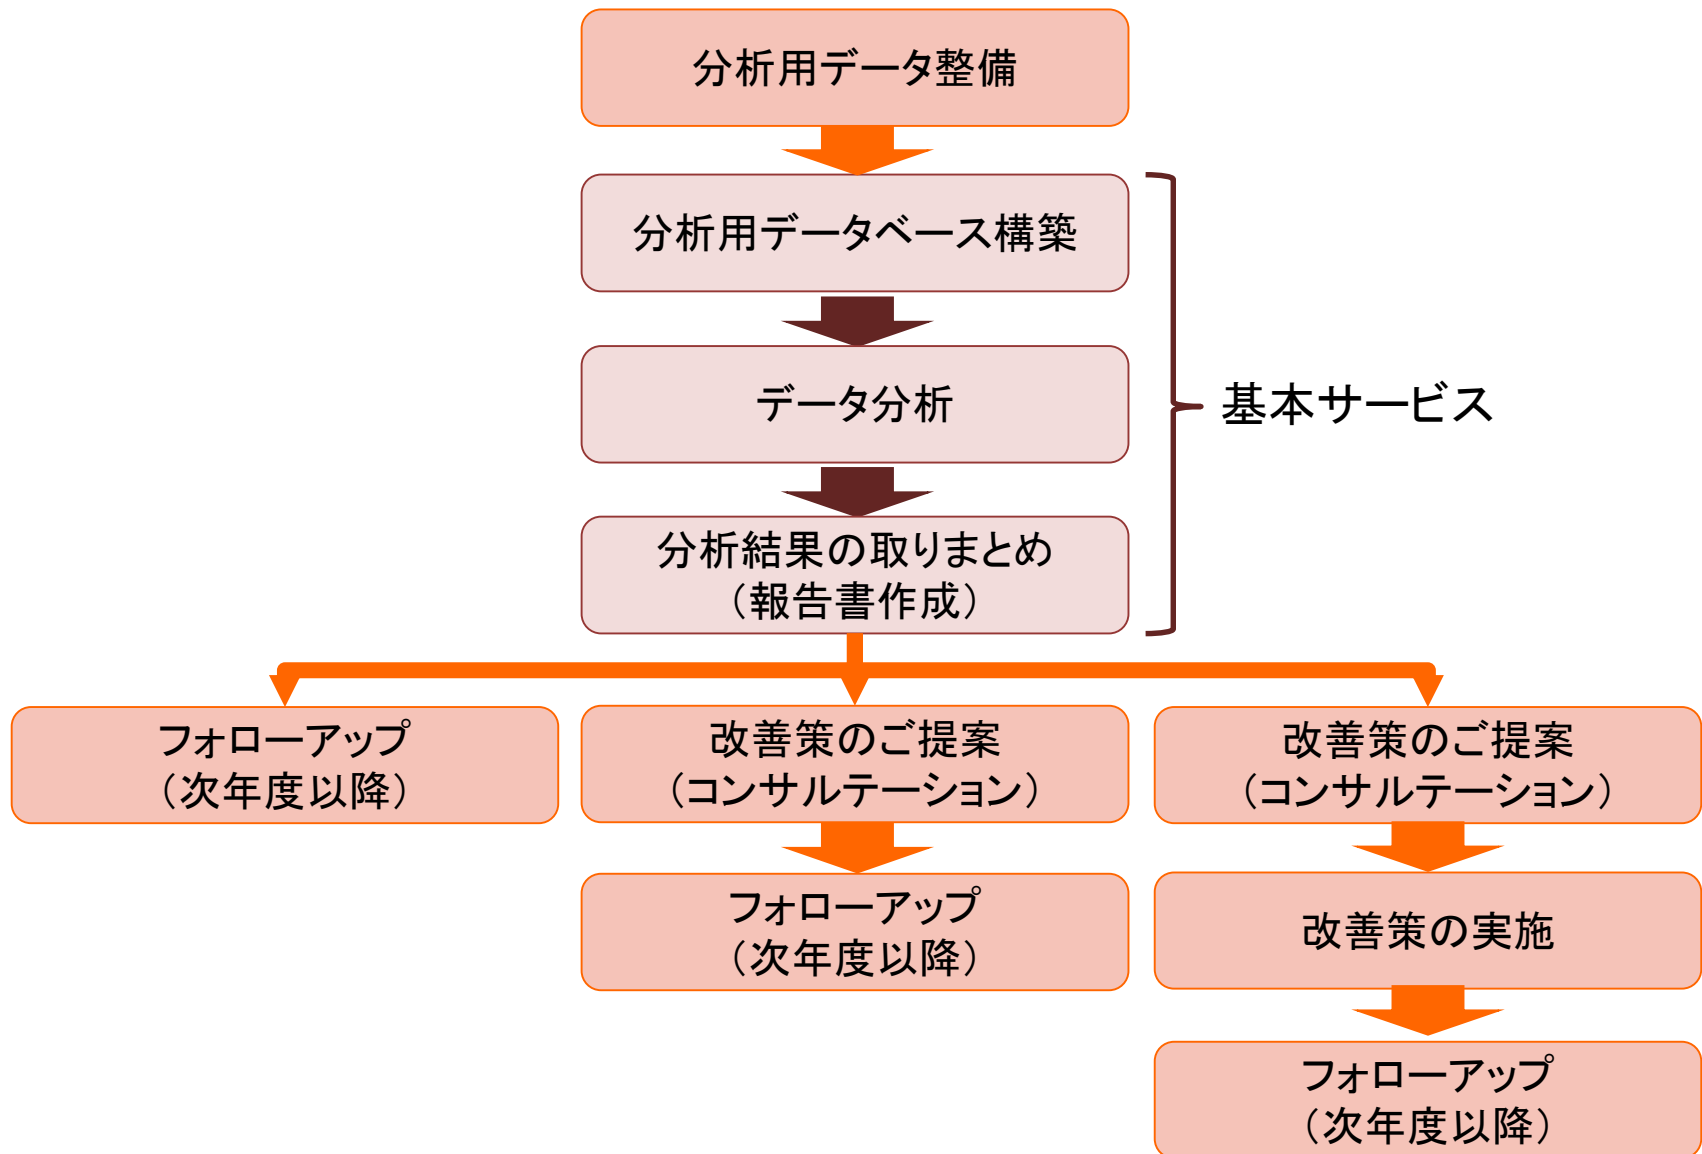 分析用データ整備
分析用データベース構築
データ分析
基本サービス
分析結果の取りまとめ
（報告書作成）
フォローアップ
（次年度以降）
改善策のご提案
（コンサルテーション）
改善策のご提案
（コンサルテーション）
フォローアップ
（次年度以降）
改善策の実施
フォローアップ
（次年度以降）